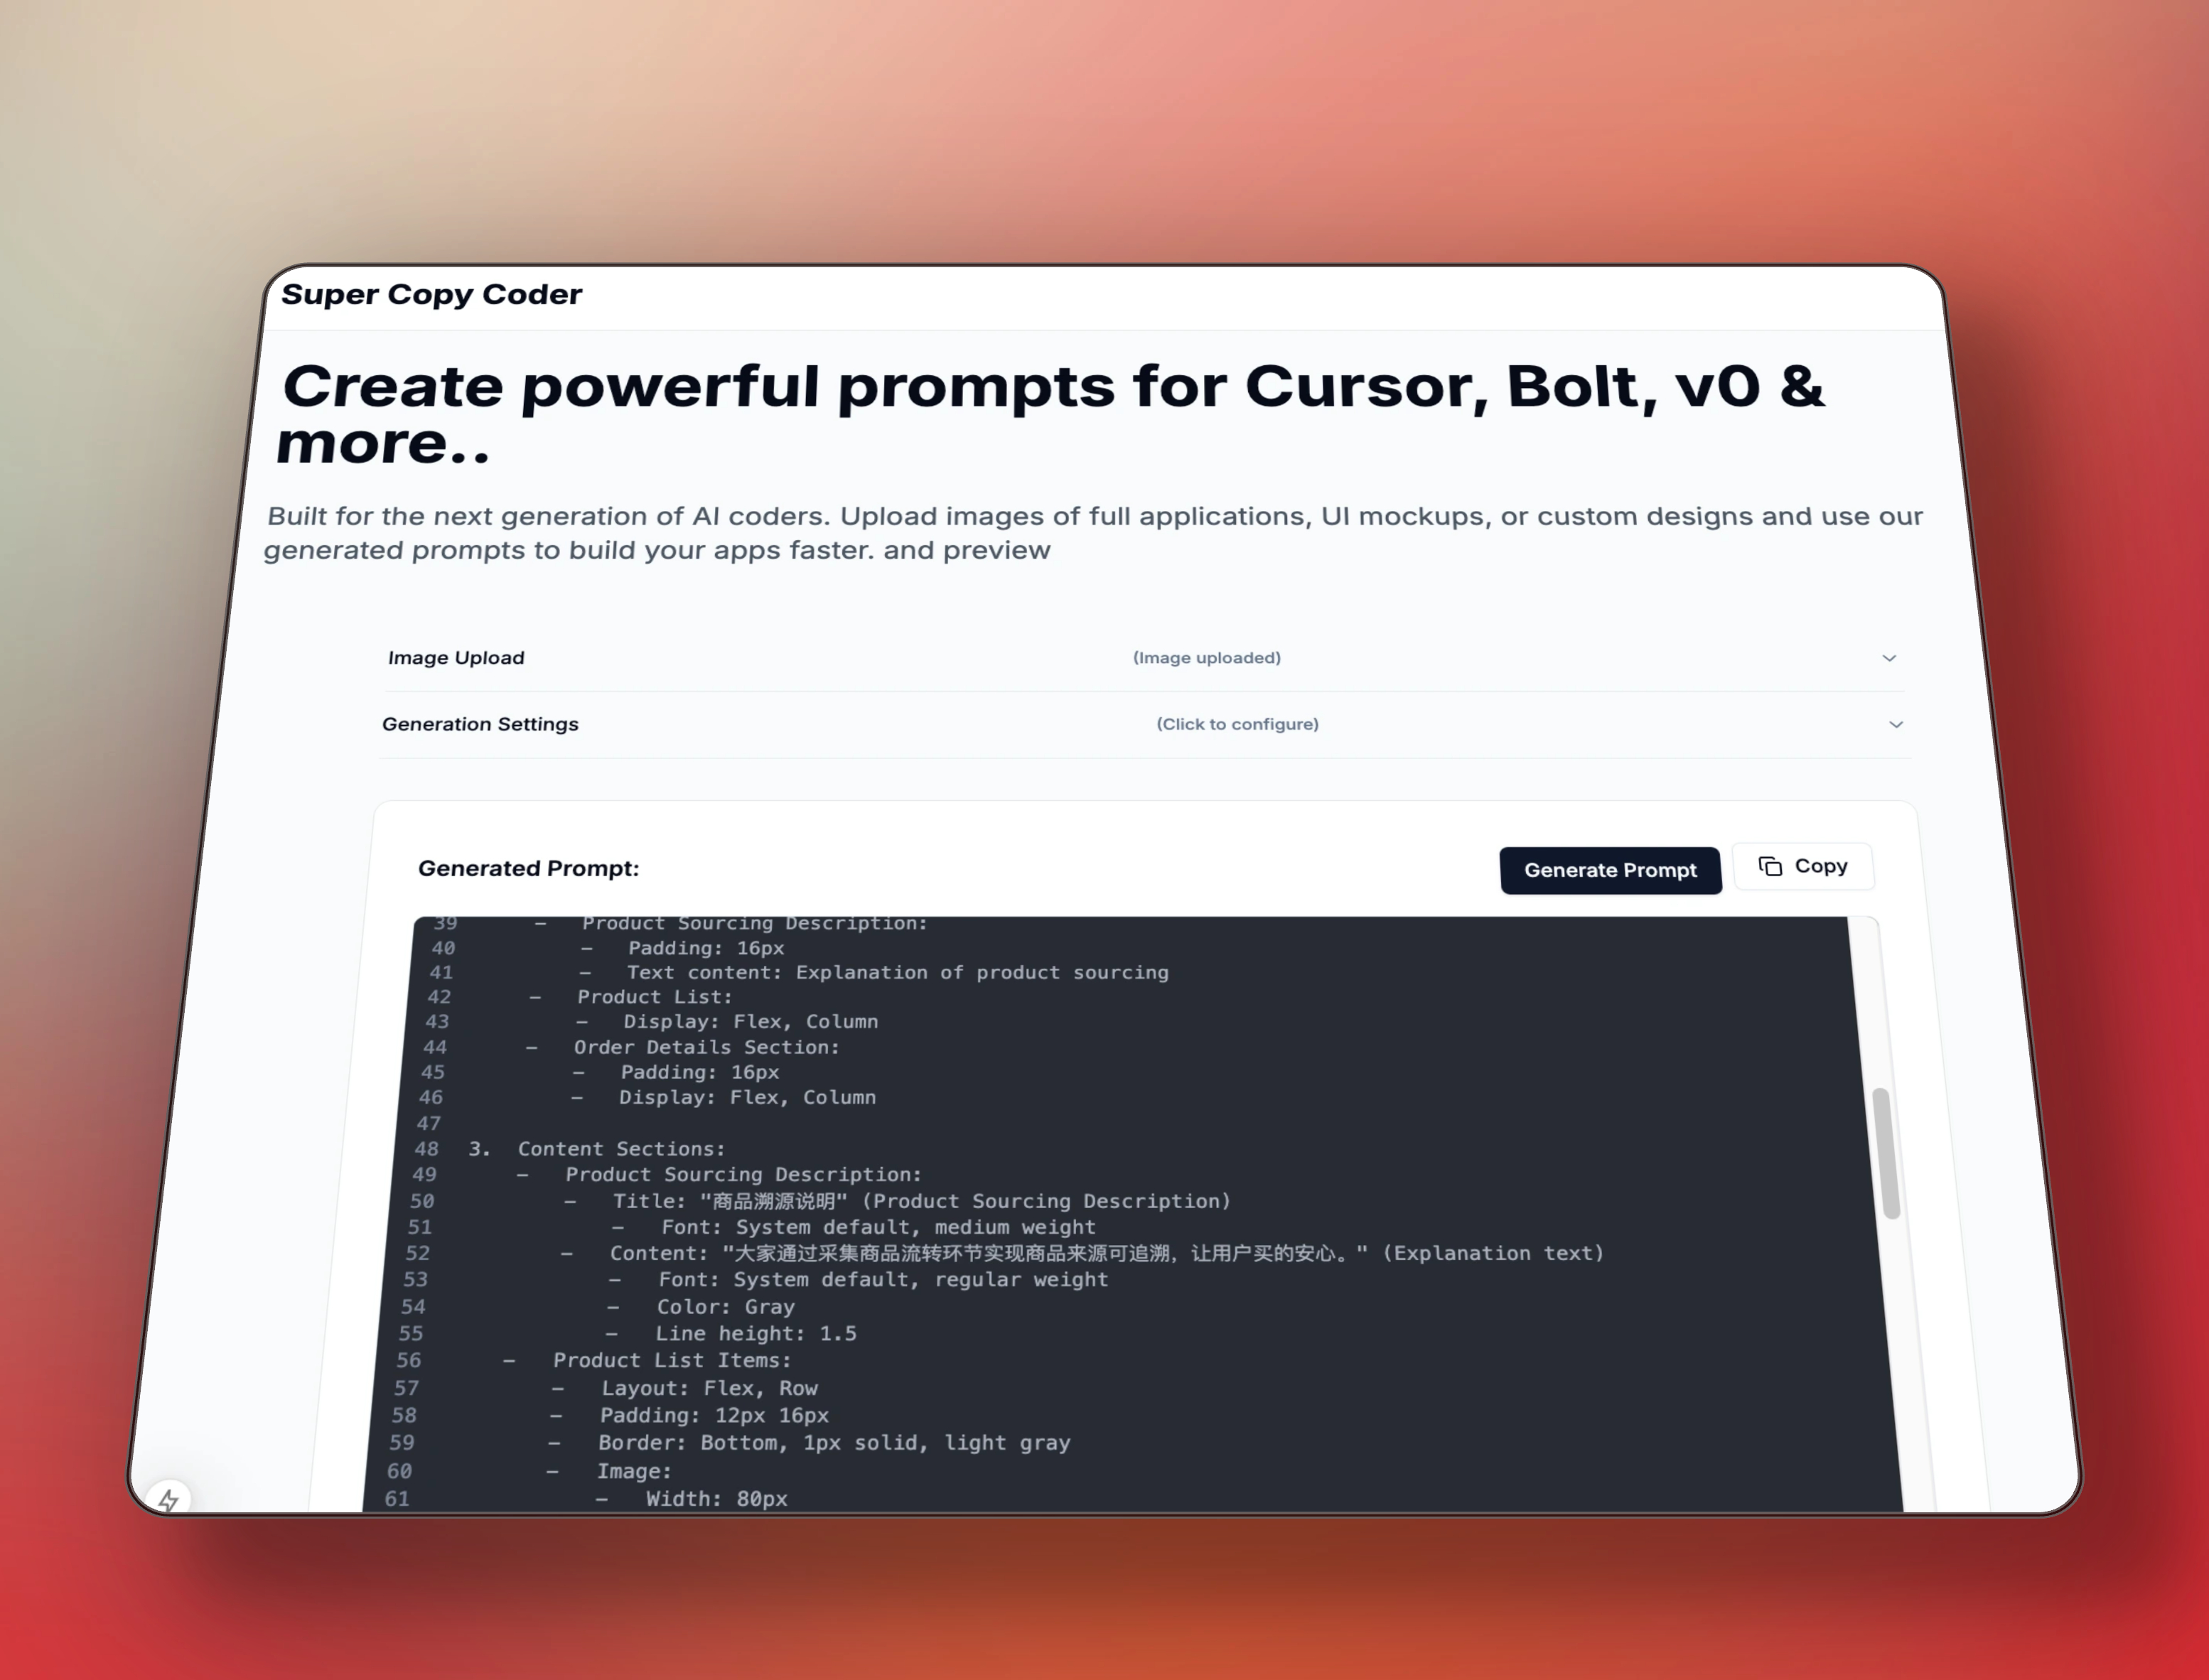 Super Copy Coder
Create powerful prompts for Cursor, Bolt, v0 &
more..
Built for the next generation of AI coders. Upload images of full applications, UI mockups, or custom designs and use our
generated prompts to build your apps faster. and preview
Image Upload (Image uploaded)
Generation Settings (Click to configure)
Generated Prompt: Generate Prompt Copy
39 – Product Sourcing Description:
40 – Padding: 16px
41 – Text content: Explanation of product sourcing
42 – Product List:
43 – Display: Flex, Column
44 – Order Details Section:
45 – Padding: 16px
46 – Display: Flex, Column
47
48 3. Content Sections:
49 – Product Sourcing Description:
50 – Title: "商品溯源说明" (Product Sourcing Description)
51 – Font: System default, medium weight
52 – Content: "大家通过采集商品流转环节实现商品来源可追溯，让用户买的安心。" (Explanation text)
53 – Font: System default, regular weight
54 – Color: Gray
55 – Line height: 1.5
56 – Product List Items:
57 – Layout: Flex, Row
58 – Padding: 12px 16px
59 – Border: Bottom, 1px solid, light gray
60 – Image:
61 – Width: 80px